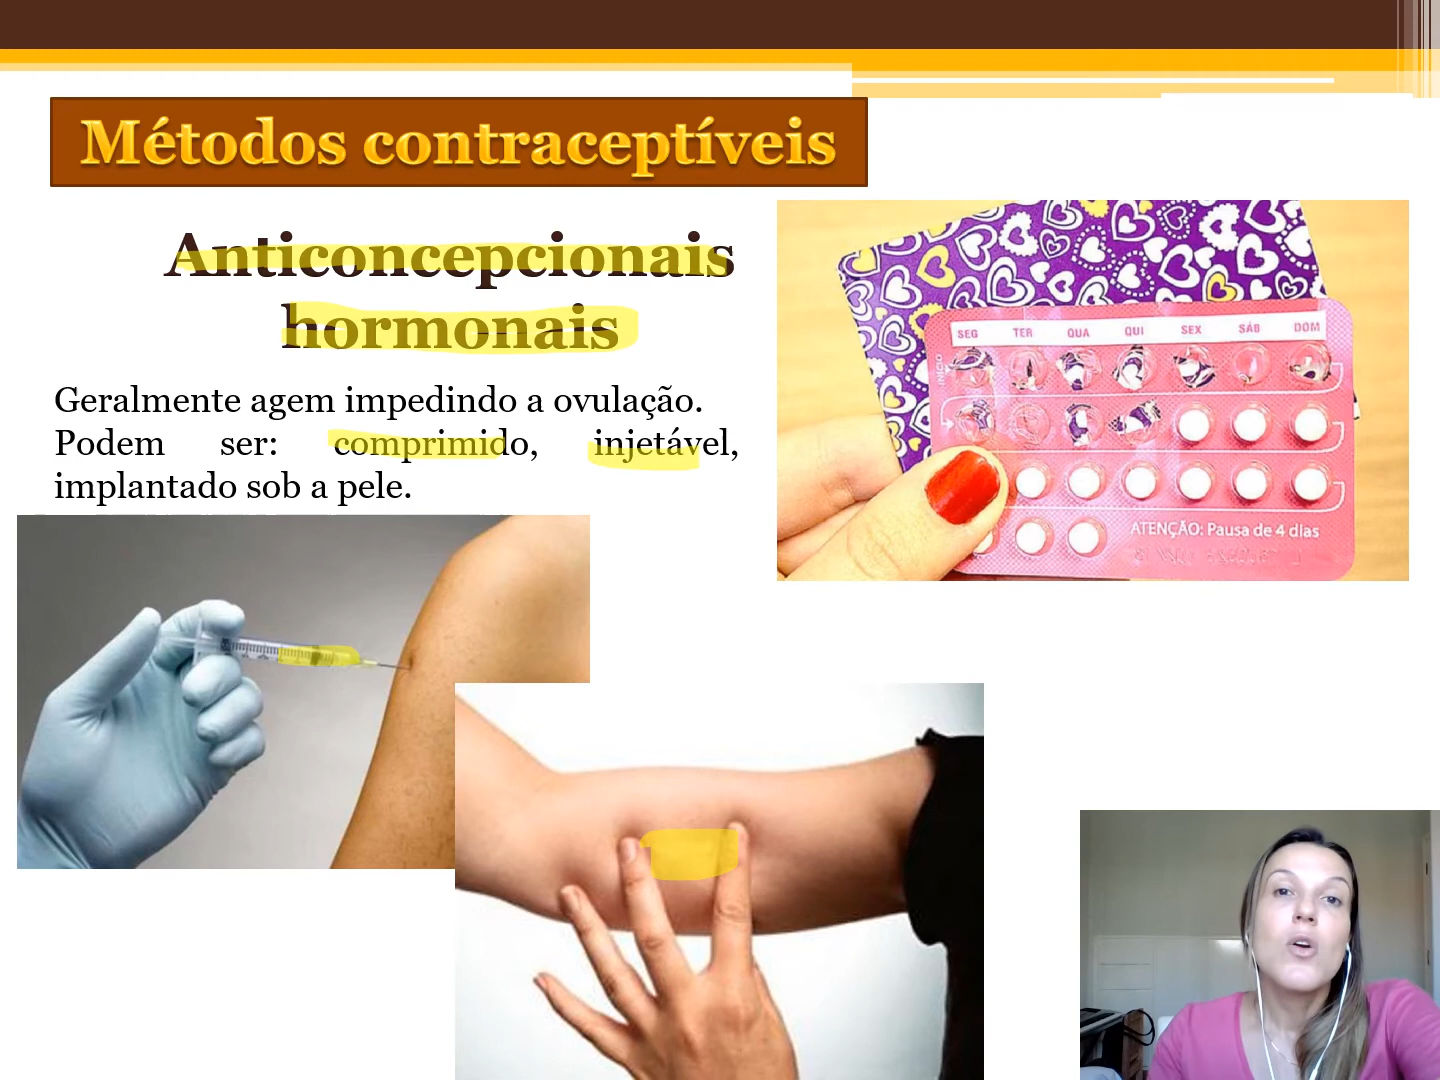 Métodos contraceptíveis
Anticoncepcionais
hormonais
Geralmente agem impedindo a ovulação.
Podem ser: comprimido, injetável,
implantado sob a pele.
SEG TER QUA QUI SEX SÁB DOM
INÍCIO
ATENÇÃO: Pausa de 4 dias